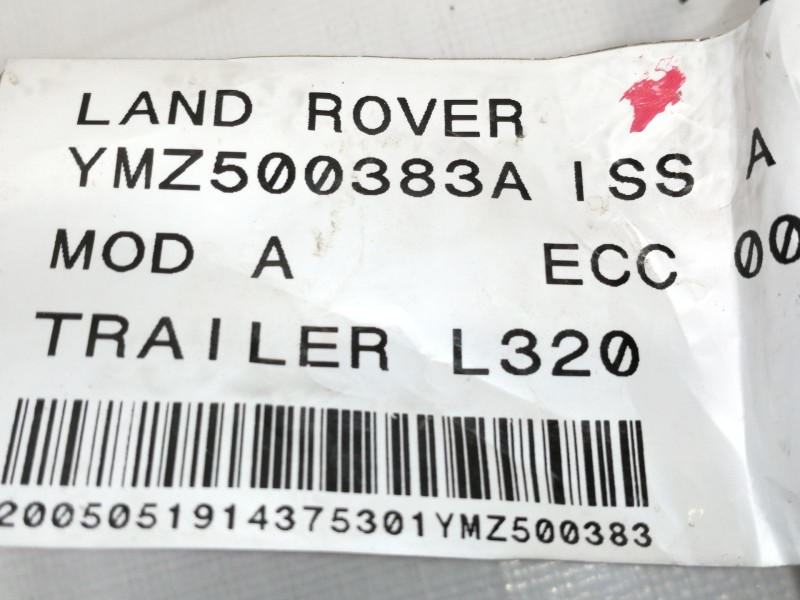 LAND ROVER
YMZ500383A ISS A
MOD A ECC 00
TRAILER L320
2005051914375301YMZ500383